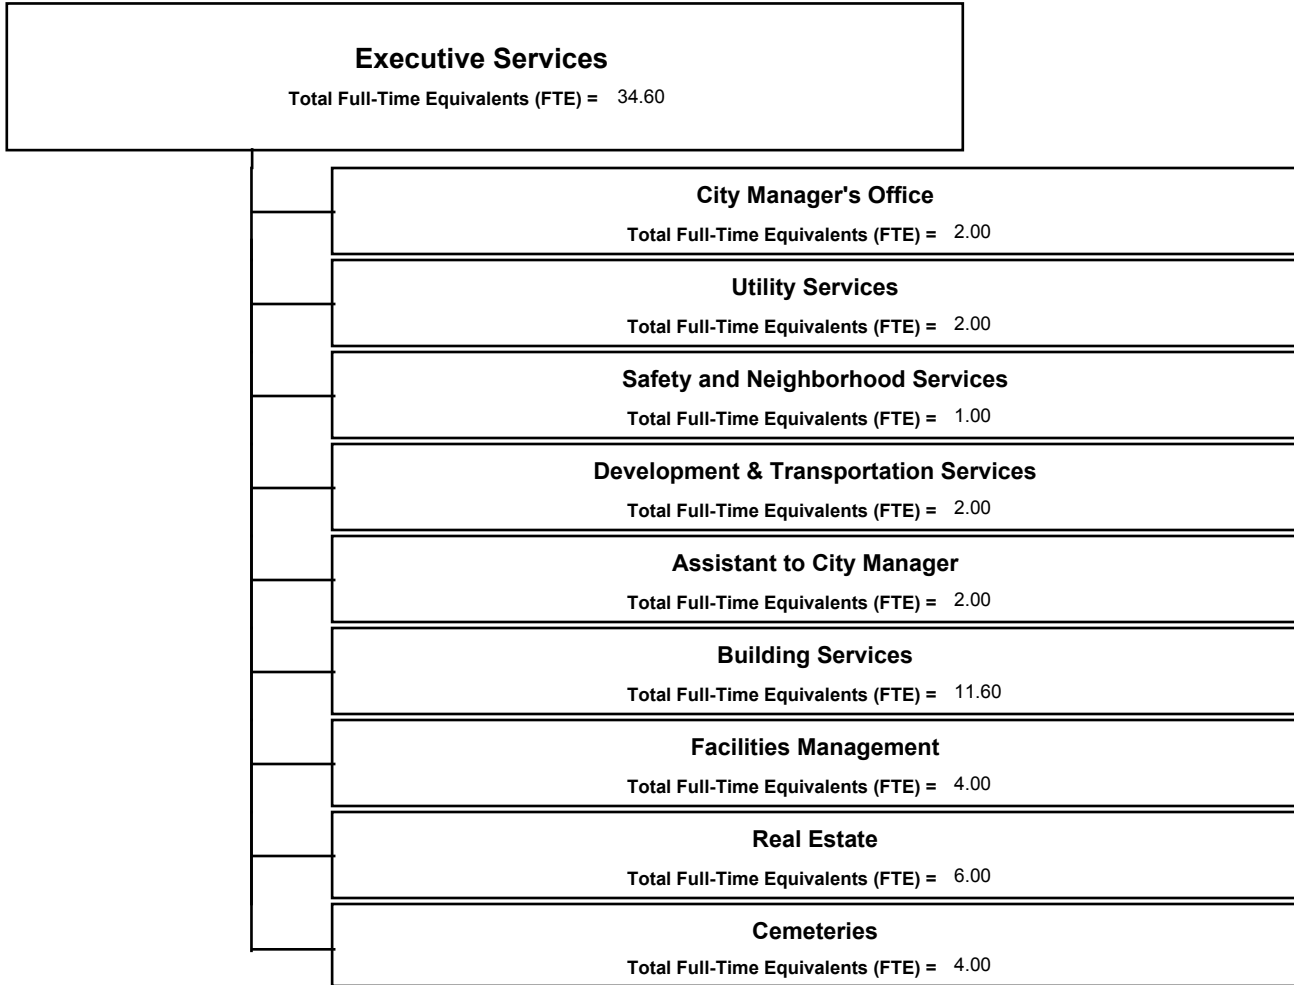 Executive Services
Total Full-Time Equivalents (FTE) = 34.60
City Manager's Office
Total Full-Time Equivalents (FTE) = 2.00
Utility Services
Total Full-Time Equivalents (FTE) = 2.00
Safety and Neighborhood Services
Total Full-Time Equivalents (FTE) = 1.00
Development & Transportation Services
Total Full-Time Equivalents (FTE) = 2.00
Assistant to City Manager
Total Full-Time Equivalents (FTE) = 2.00
Building Services
Total Full-Time Equivalents (FTE) = 11.60
Facilities Management
Total Full-Time Equivalents (FTE) = 4.00
Real Estate
Total Full-Time Equivalents (FTE) = 6.00
Cemeteries
Total Full-Time Equivalents (FTE) = 4.00